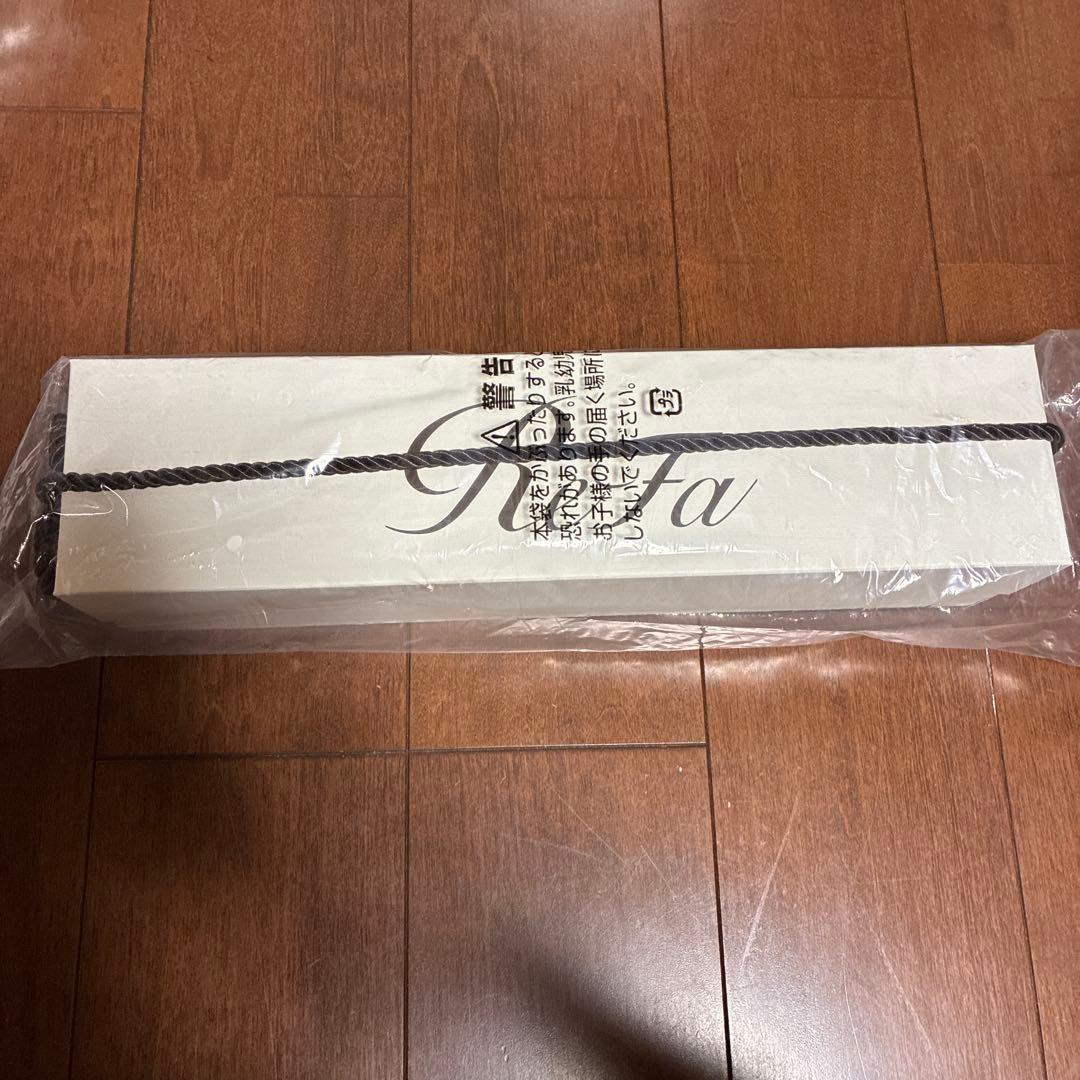 警告
本袋をかぶったりする
恐れがあります。乳幼児
お子様の手の届く場所に
しないでください。
プラ
ReFa